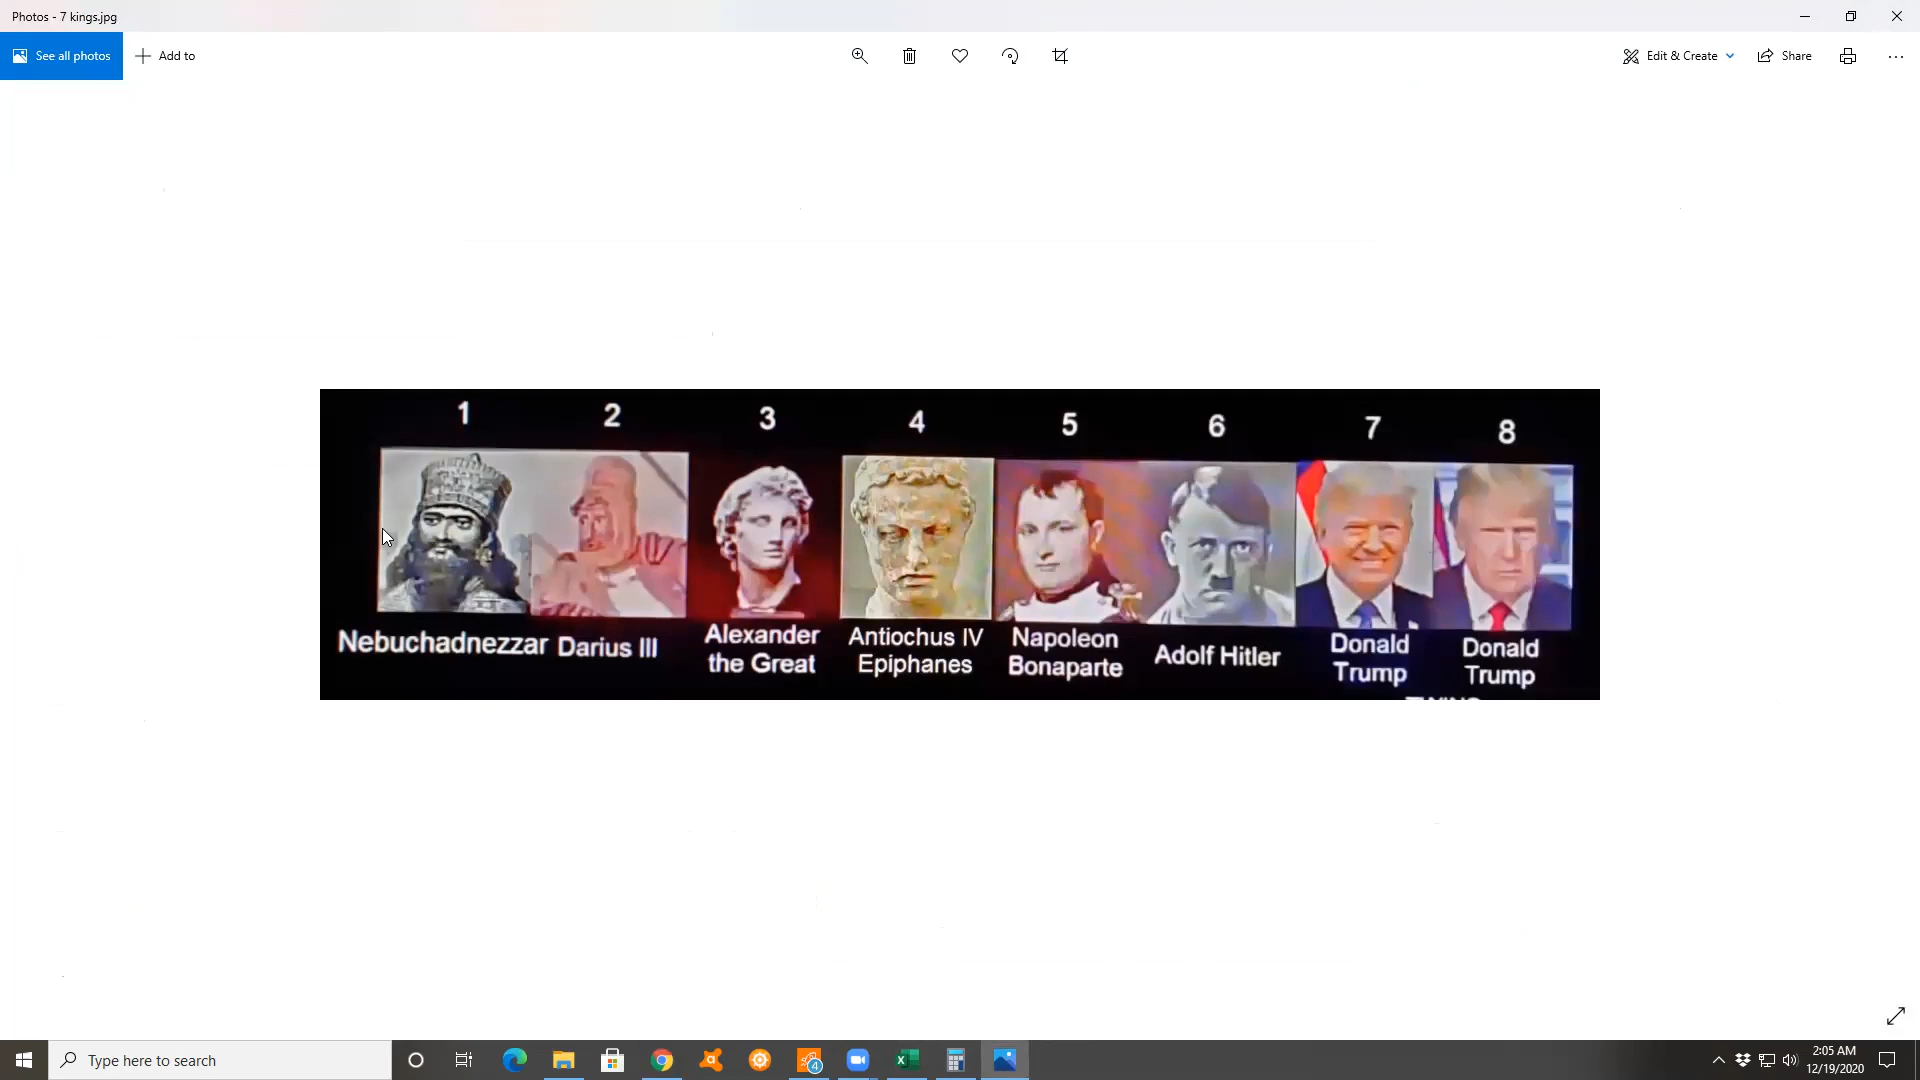 Photos - 7 kings.jpg
See all photos
Add to
Edit & Create
Share
1 2 3 4 5 6 7 8
Nebuchadnezzar
Darius III
Alexander
the Great
Antiochus IV
Epiphanes
Napoleon
Bonaparte
Adolf Hitler
Donald
Trump
Donald
Trump
Type here to search
4
2:05 AM
12/19/2020